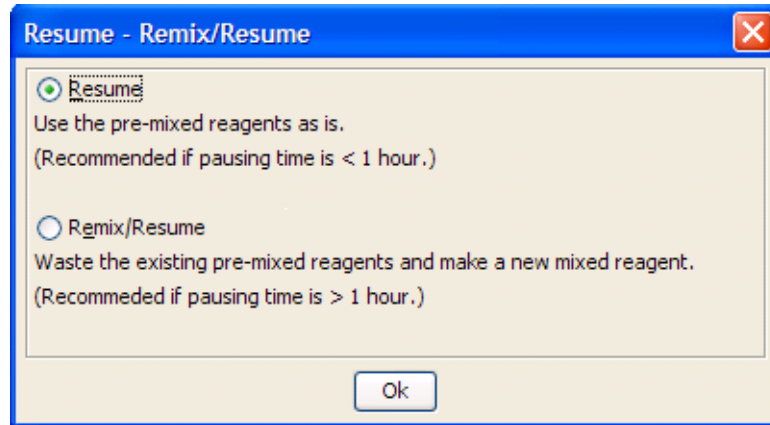 Resume - Remix/Resume
Resume
Use the pre-mixed reagents as is.
(Recommended if pausing time is < 1 hour.)
Remix/Resume
Waste the existing pre-mixed reagents and make a new mixed reagent.
(Recommeded if pausing time is > 1 hour.)
Ok